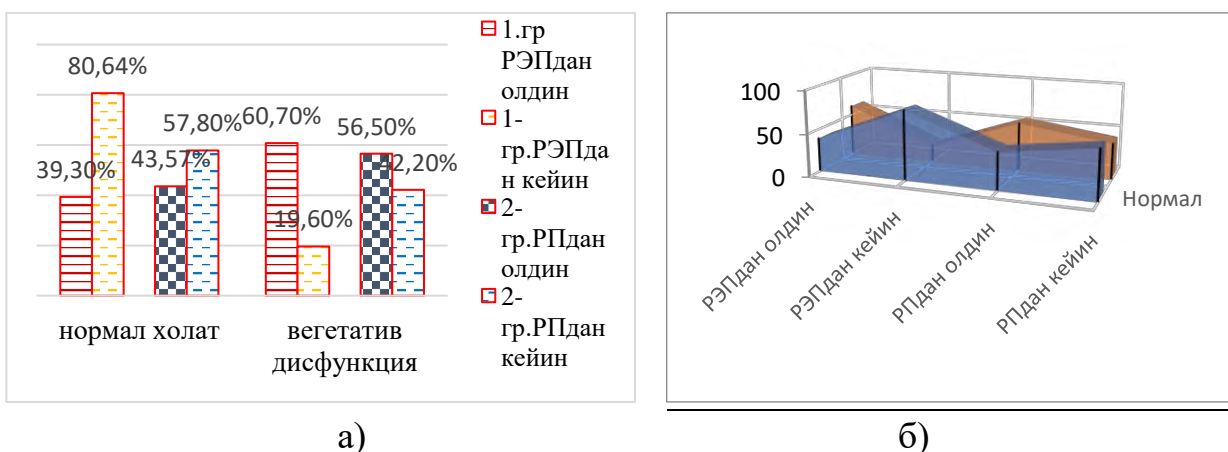 80,64%
39,30%
43,57%
57,80%
60,70%
19,60%
56,50%
42,20%
нормал холат
вегетатив
дисфункция
1.гр
РЭПдан
олдин
1-
гр.РЭПда
н кейин
2-
гр.РПдан
олдин
2-
гр.РПдан
кейин
а)
100
50
0
РЭПдан олдин
РЭПдан кейин
РПдан олдин
РПдан кейин
Нормал
б)